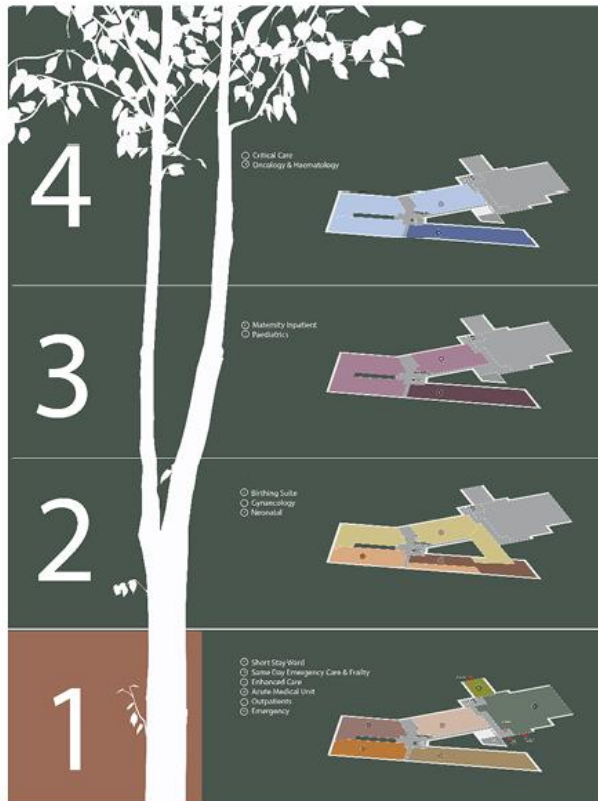 4
Critical Care
Oncology & Haematology
3
Maternity Inpatient
Paediatrics
2
Birthing Suite
Gynaecology
Neonatal
1
Short Stay Ward
Same Day Emergency Care & Frailty
Enhanced Care
Acute Medical Unit
Outpatients
Emergency